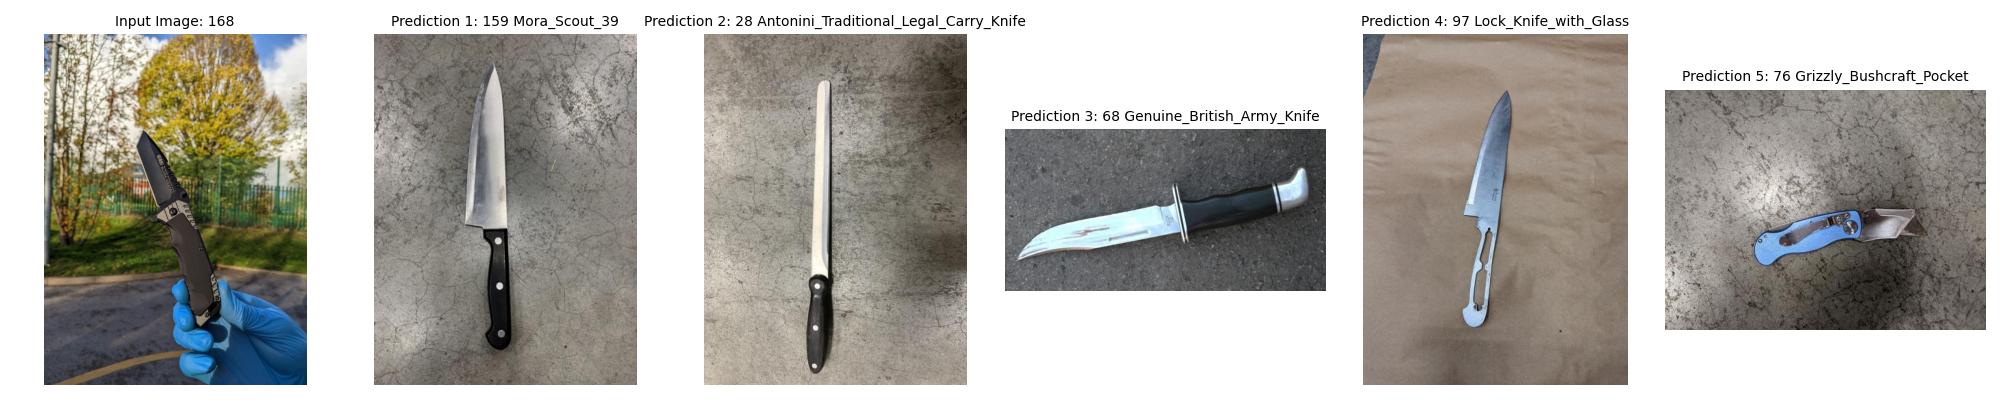 Input Image: 168
Prediction 1: 159 Mora_Scout_39
Prediction 2: 28 Antonini_Traditional_Legal_Carry_Knife
Prediction 3: 68 Genuine_British_Army_Knife
Prediction 4: 97 Lock_Knife_with_Glass
Prediction 5: 76 Grizzly_Bushcraft_Pocket